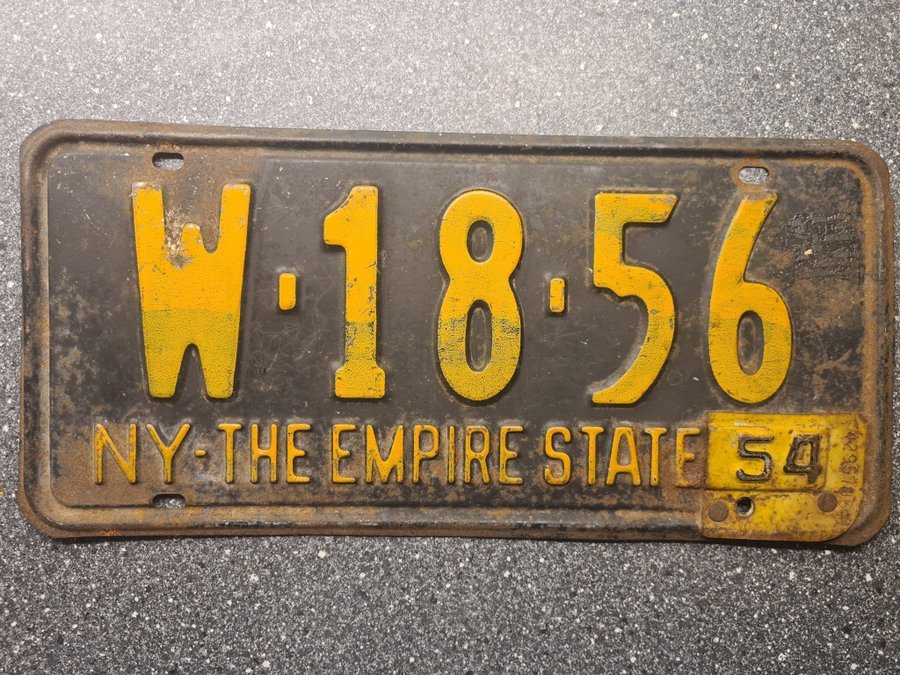 W-18-56
NY-THE EMPIRE STATE 54